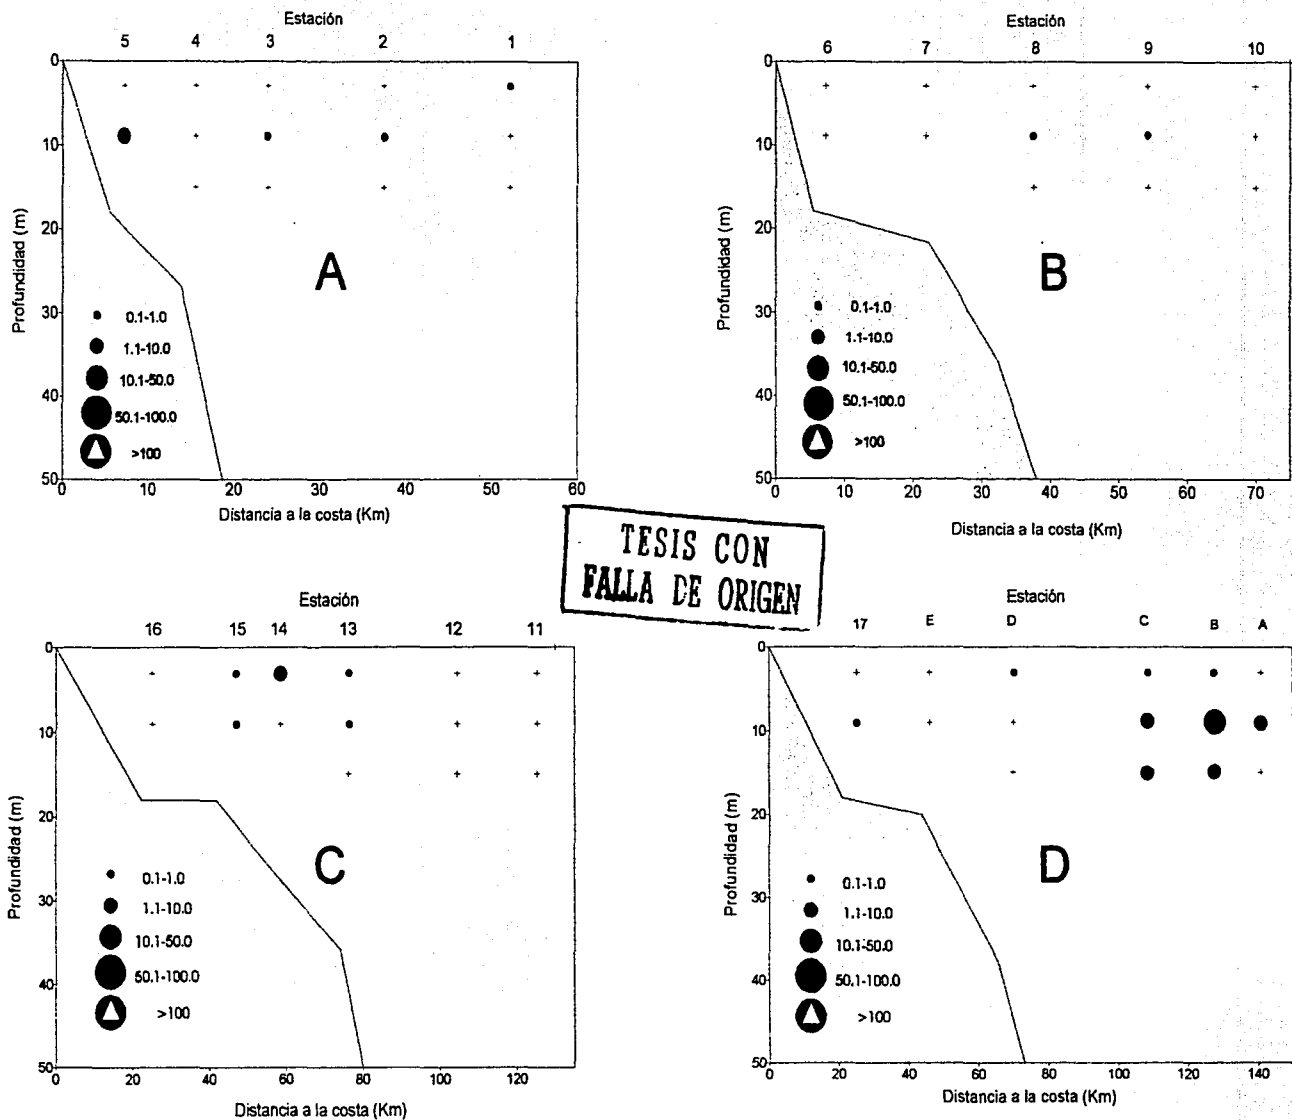 Estación
5 4 3 2 1
0
10
20
30
40
50
Profundidad (m)
A
0.1-1.0
1.1-10.0
10.1-50.0
50.1-100.0
>100
0 10 20 30 40 50 60
Distancia a la costa (Km)
Estación
6 7 8 9 10
0
10
20
30
40
50
Profundidad (m)
B
0.1-1.0
1.1-10.0
10.1-50.0
50.1-100.0
>100
0 10 20 30 40 50 60 70
Distancia a la costa (Km)
TESIS CON
FALLA DE ORIGEN
Estación
16 15 14 13 12 11
0
10
20
30
40
50
Profundidad (m)
C
0.1-1.0
1.1-10.0
10.1-50.0
50.1-100.0
>100
0 20 40 60 80 100 120
Distancia a la costa (Km)
Estación
17 E D C B A
0
10
20
30
40
50
Profundidad (m)
D
0.1-1.0
1.1-10.0
10.1-50.0
50.1-100.0
>100
0 20 40 60 80 100 120 140
Distancia a la costa (Km)